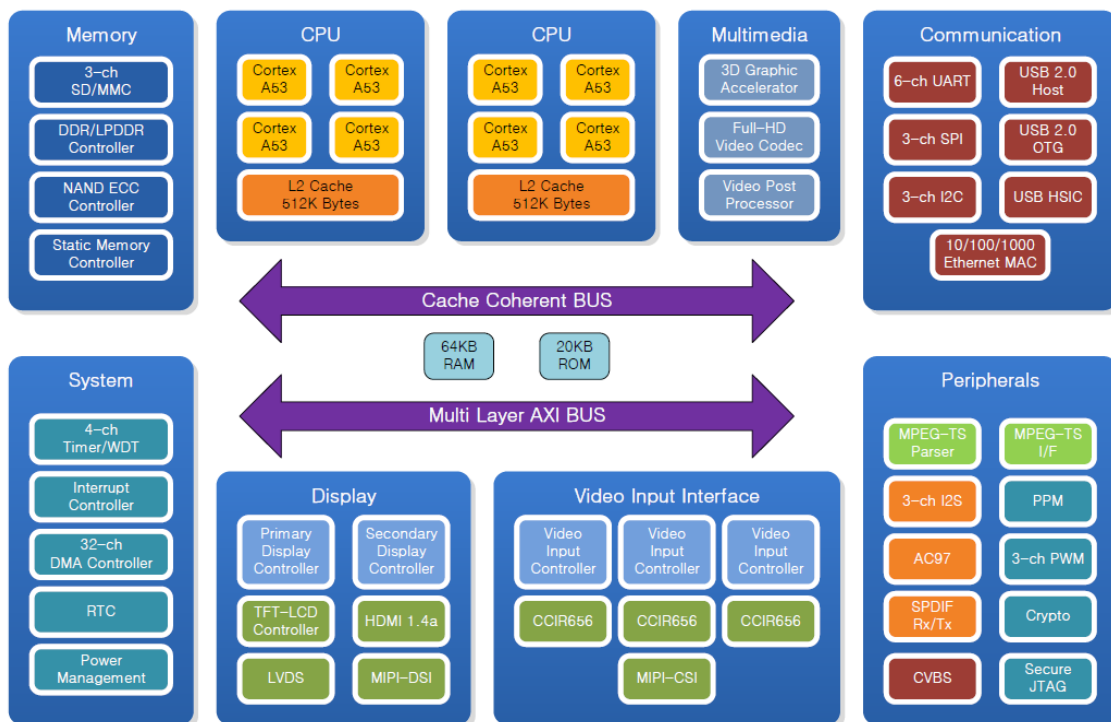 Memory
3-ch
SD/MMC
DDR/LPDDR
Controller
NAND ECC
Controller
Static Memory
Controller
CPU
Cortex
A53
Cortex
A53
Cortex
A53
Cortex
A53
L2 Cache
512K Bytes
CPU
Cortex
A53
Cortex
A53
Cortex
A53
Cortex
A53
L2 Cache
512K Bytes
Multimedia
3D Graphic
Accelerator
Full-HD
Video Codec
Video Post
Processor
Communication
6-ch UART
USB 2.0
Host
3-ch SPI
USB 2.0
OTG
3-ch I2C
USB HSIC
10/100/1000
Ethernet MAC
Cache Coherent BUS
64KB
RAM
20KB
ROM
Multi Layer AXI BUS
System
4-ch
Timer/WDT
Interrupt
Controller
32-ch
DMA Controller
RTC
Power
Management
Display
Primary
Display
Controller
Secondary
Display
Controller
TFT-LCD
Controller
HDMI 1.4a
LVDS
MIPI-DSI
Video Input Interface
Video
Input
Controller
Video
Input
Controller
Video
Input
Controller
CCIR656
CCIR656
CCIR656
MIPI-CSI
Peripherals
MPEG-TS
Parser
MPEG-TS
I/F
3-ch I2S
PPM
AC97
3-ch PWM
SPDIF
Rx/Tx
Crypto
CVBS
Secure
JTAG